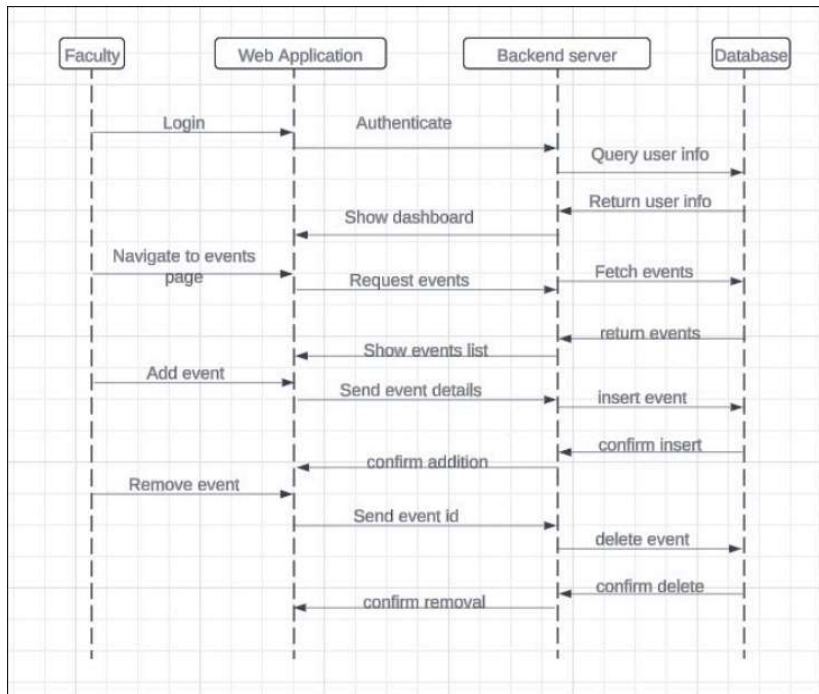 Faculty
Web Application
Backend server
Database
Login
Authenticate
Query user info
Return user info
Show dashboard
Navigate to events
page
Request events
Fetch events
return events
Show events list
Add event
Send event details
insert event
confirm insert
confirm addition
Remove event
Send event id
delete event
confirm delete
confirm removal